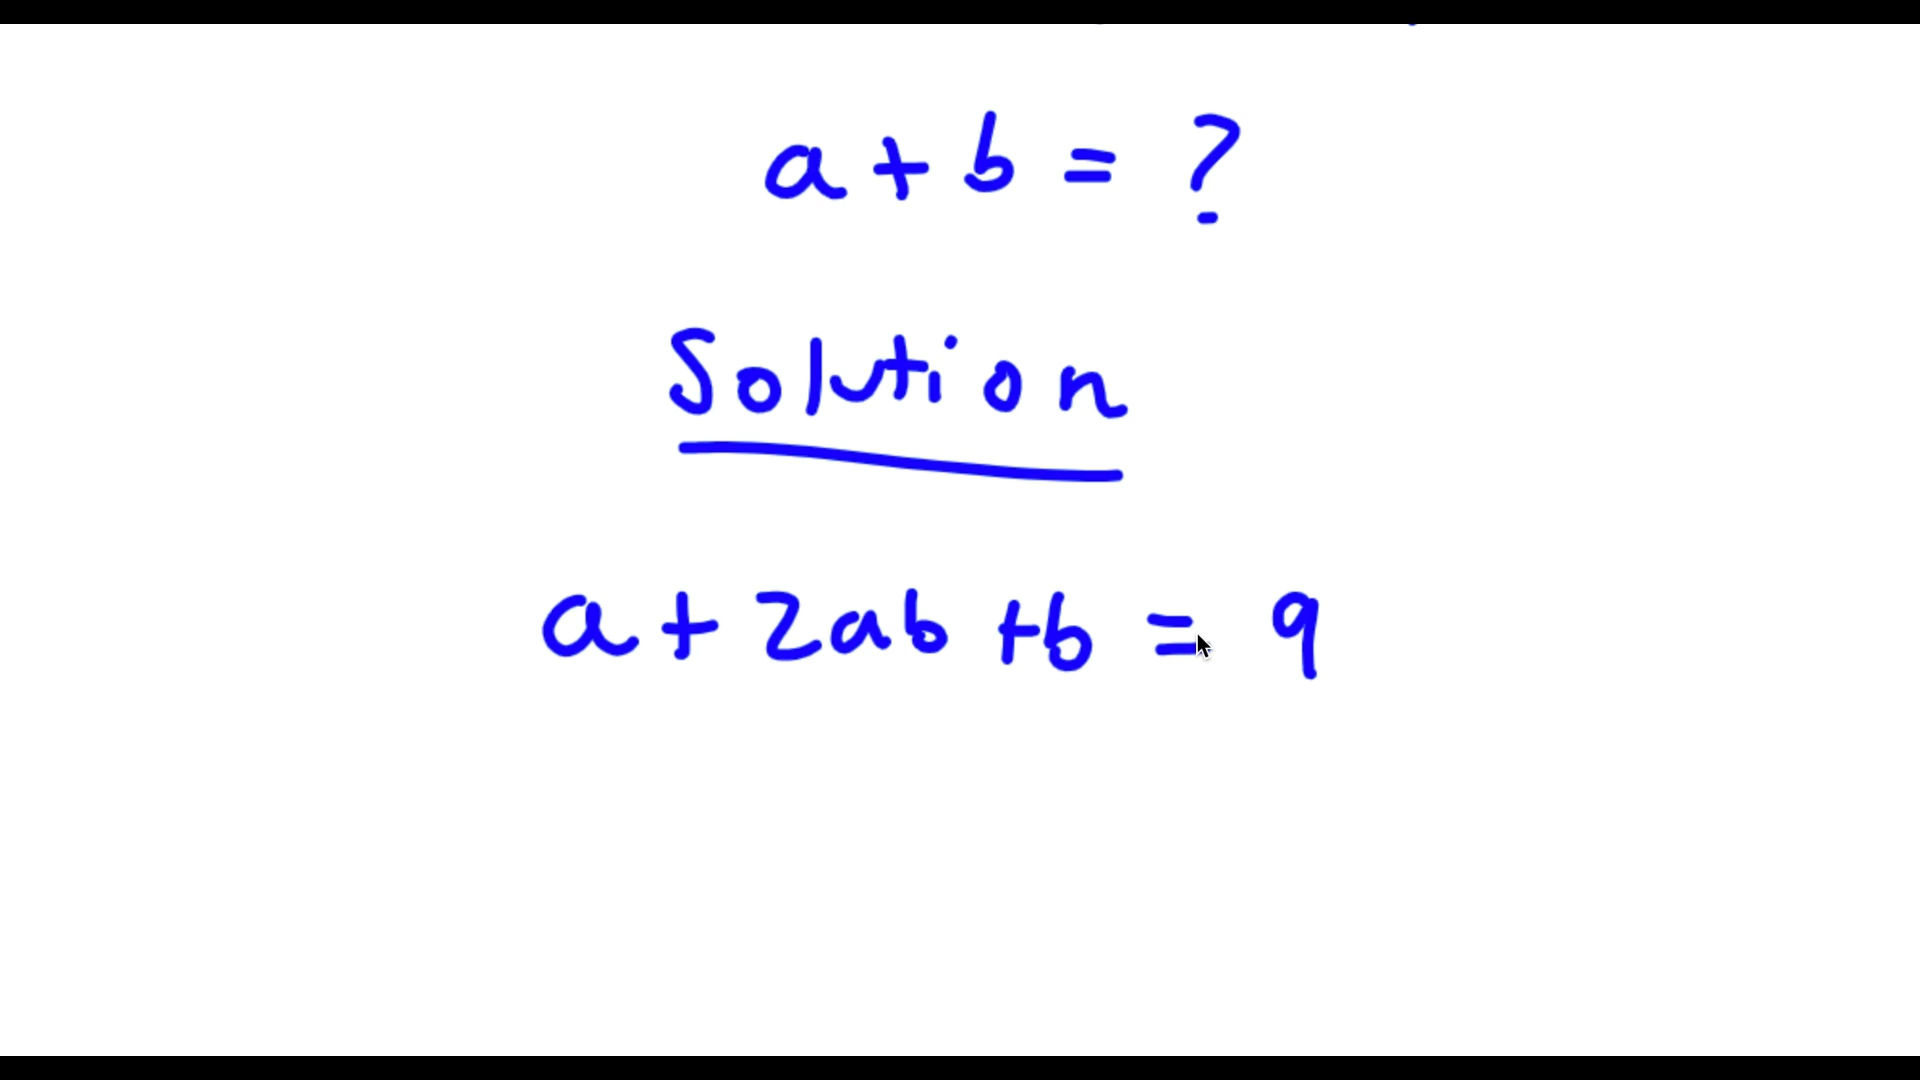 a + b = ?
Solution
a + 2ab + b = 9